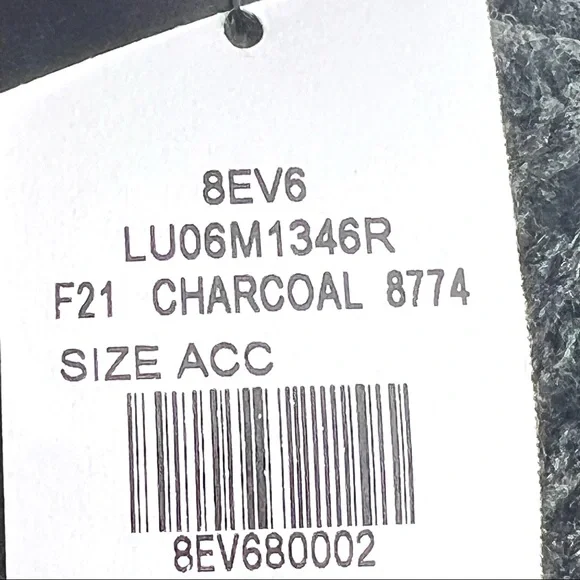 8EV6
LU06M1346R
F21 CHARCOAL 8774
SIZE ACC
8EV680002